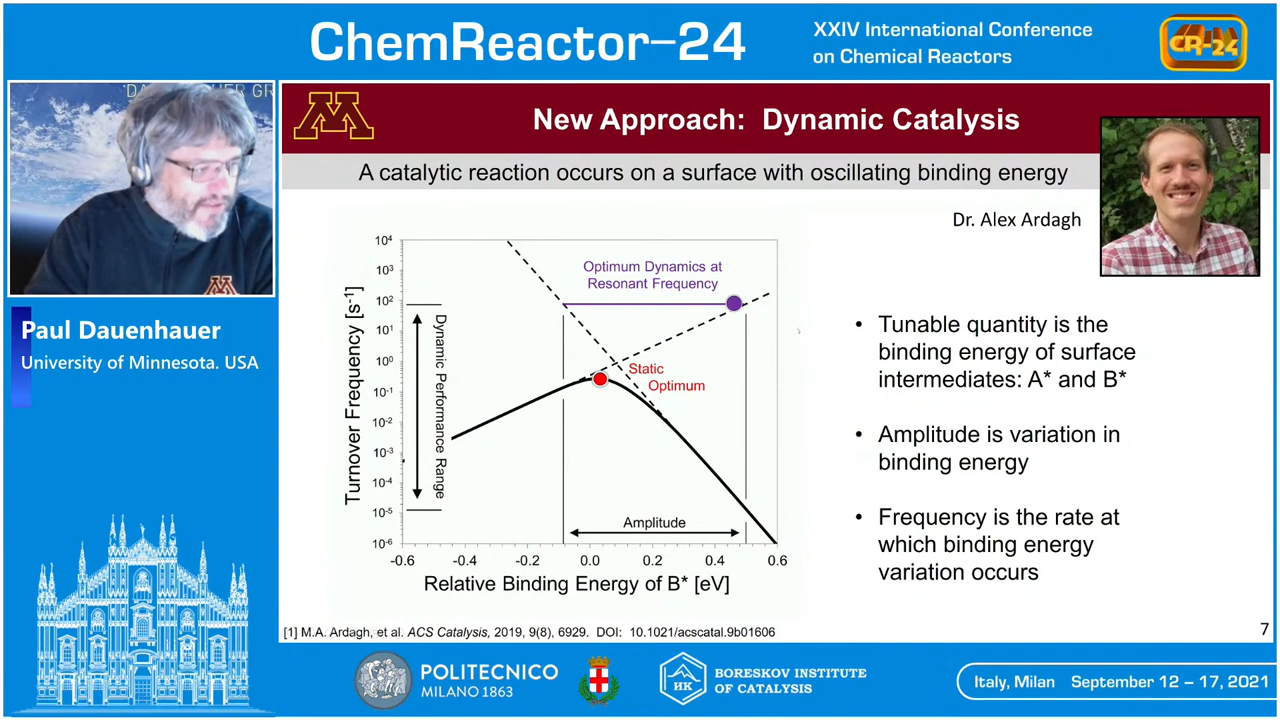 ChemReactor–24
XXIV International Conference
on Chemical Reactors
CR-24
New Approach: Dynamic Catalysis
A catalytic reaction occurs on a surface with oscillating binding energy
Dr. Alex Ardagh
Paul Dauenhauer
University of Minnesota. USA
Turnover Frequency [s-1]
10⁴
10³
10²
10¹
10⁰
10⁻¹
10⁻²
10⁻³
10⁻⁴
10⁻⁵
10⁻⁶
Dynamic Performance Range
Optimum Dynamics at
Resonant Frequency
Static
Optimum
Amplitude
-0.6 -0.4 -0.2 0.0 0.2 0.4 0.6
Relative Binding Energy of B* [eV]
• Tunable quantity is the
binding energy of surface
intermediates: A* and B*
• Amplitude is variation in
binding energy
• Frequency is the rate at
which binding energy
variation occurs
[1] M.A. Ardagh, et al. ACS Catalysis, 2019, 9(8), 6929. DOI: 10.1021/acscatal.9b01606
7
POLITECNICO
MILANO 1863
HK
BORESKOV INSTITUTE
OF CATALYSIS
Italy, Milan September 12 – 17, 2021